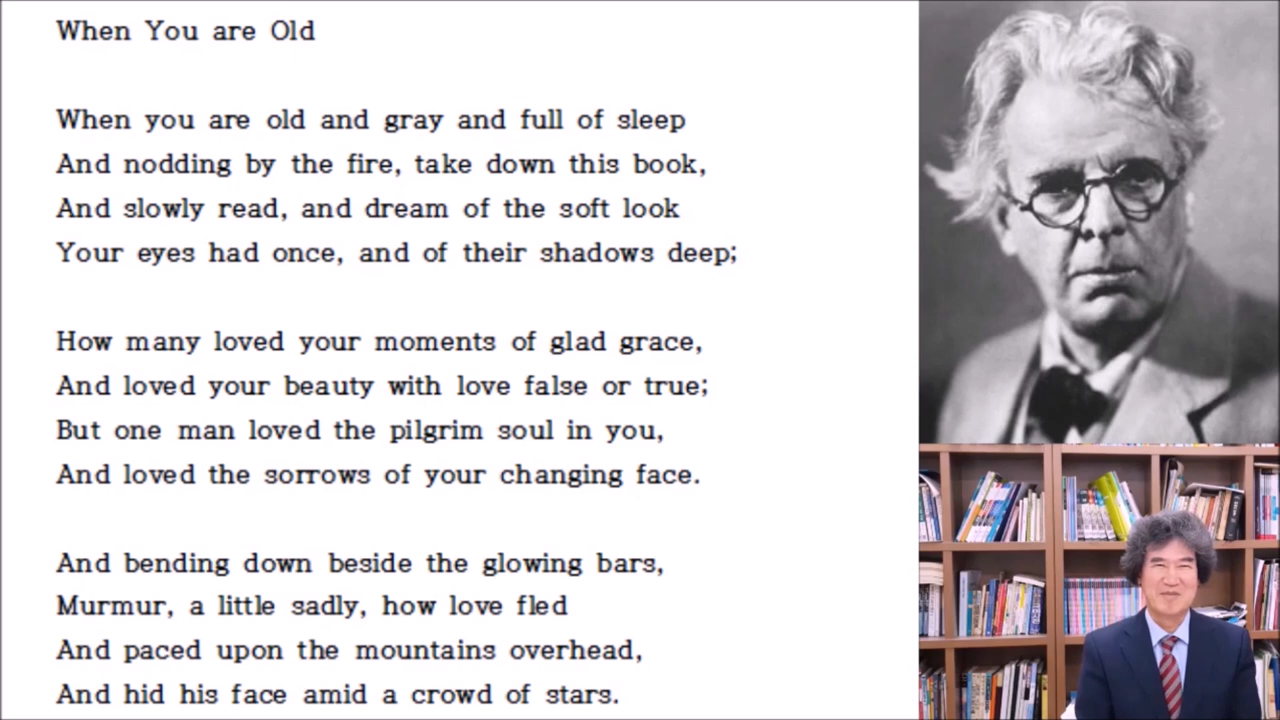 When You are Old
When you are old and gray and full of sleep
And nodding by the fire, take down this book,
And slowly read, and dream of the soft look
Your eyes had once, and of their shadows deep;
How many loved your moments of glad grace,
And loved your beauty with love false or true;
But one man loved the pilgrim soul in you,
And loved the sorrows of your changing face.
And bending down beside the glowing bars,
Murmur, a little sadly, how love fled
And paced upon the mountains overhead,
And hid his face amid a crowd of stars.